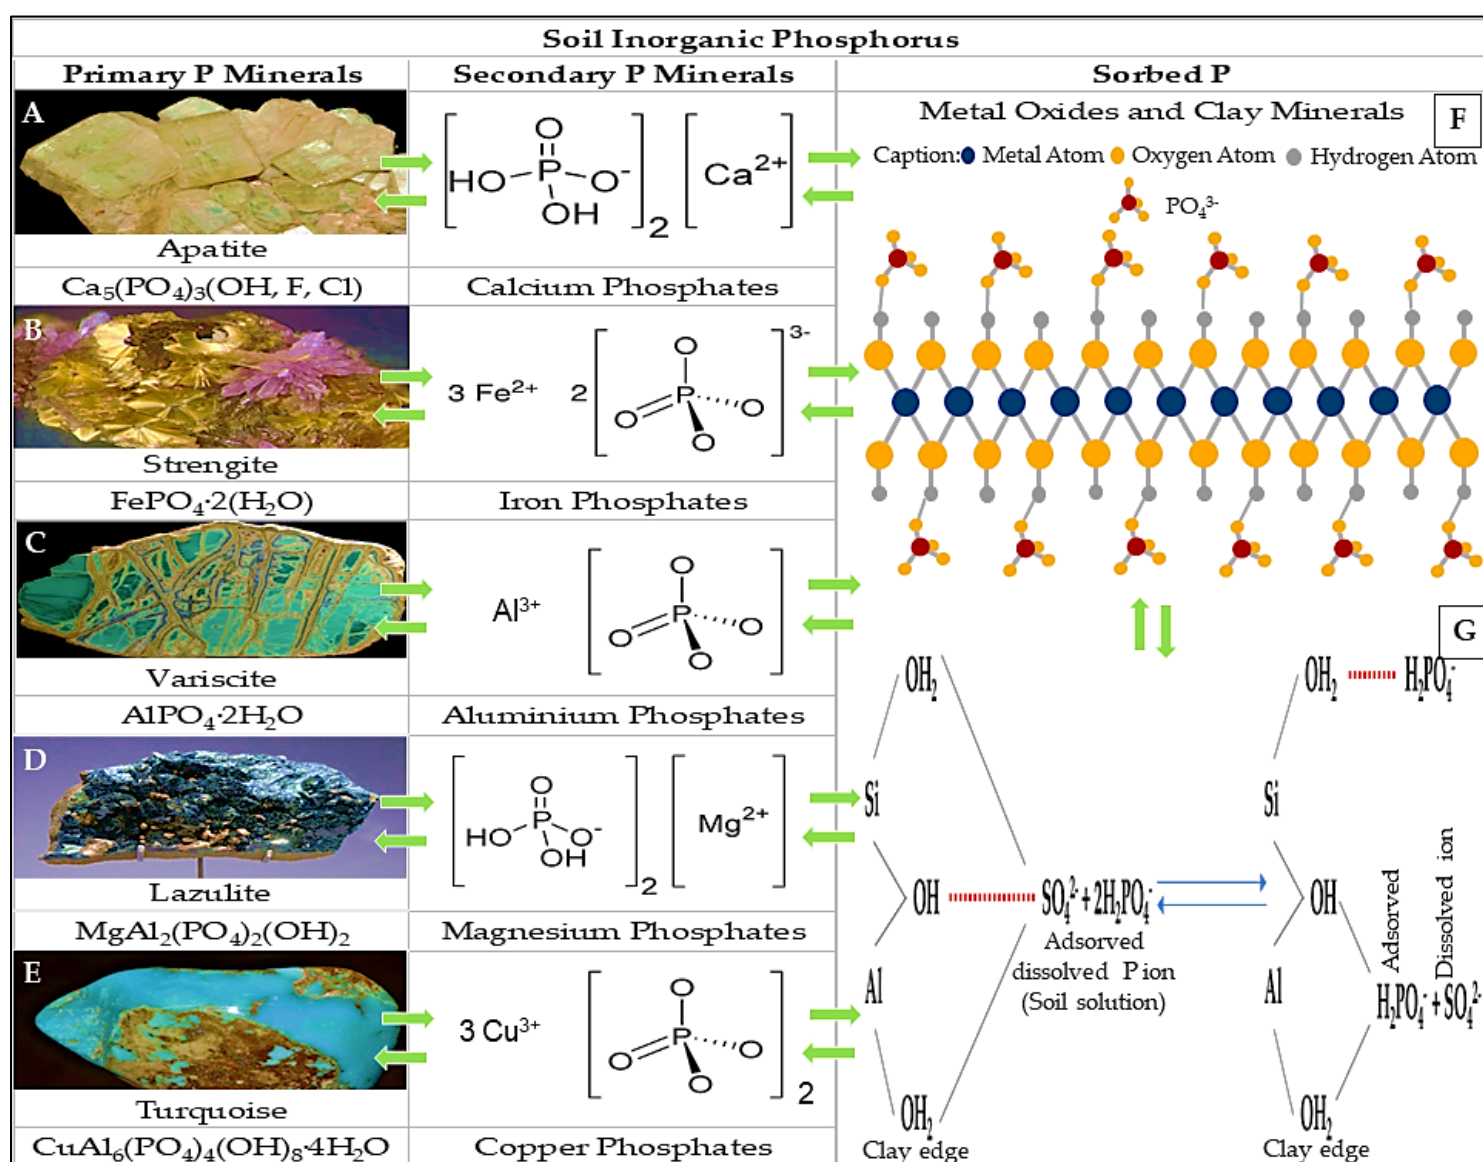 Soil Inorganic Phosphorus
Primary P Minerals
Secondary P Minerals
Sorbed P
A
Apatite
Ca₅(PO₄)₃(OH, F, Cl)
B
Strengite
FePO₄·2(H₂O)
C
Variscite
AlPO₄·2H₂O
D
Lazulite
MgAl₂(PO₄)₂(OH)₂
E
Turquoise
CuAl₆(PO₄)₄(OH)₈·4H₂O
O
HO P O⁻
OH
2
Ca²⁺
Calcium Phosphates
3 Fe²⁺ 2
3-
O
P
O O
O
Iron Phosphates
Al³⁺
O
P
O O
O
Aluminium Phosphates
O
HO P O⁻
OH
2
Mg²⁺
Magnesium Phosphates
3 Cu³⁺
O
P
O O
O
2
Copper Phosphates
Metal Oxides and Clay Minerals
F
Caption: Metal Atom Oxygen Atom Hydrogen Atom
PO₄³⁻
G
OH₂
Si
OH
Al
OH₂
Clay edge
SO₄²⁻+2H₂PO₄⁻
Adsorved
dissolved P ion
(Soil solution)
OH₂ H₂PO₄⁻
Si
OH
Al
OH₂
Clay edge
Adsorved
Dissolved ion
H₂PO₄⁻+SO₄²⁻